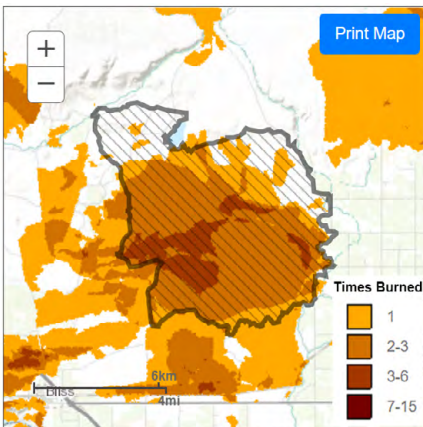 +
Print Map
−
Times Burned
1
2-3
3-6
7-15
6km
Bliss
4mi